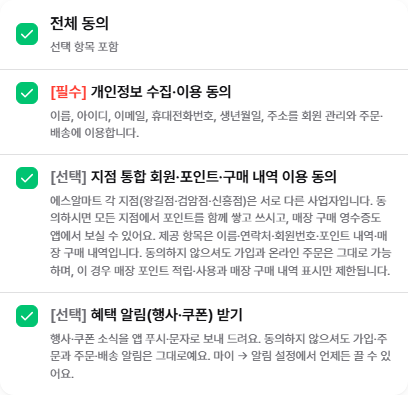 전체 동의
선택 항목 포함
[필수] 개인정보 수집·이용 동의
이름, 아이디, 이메일, 휴대전화번호, 생년월일, 주소를 회원 관리와 주문·
배송에 이용합니다.
[선택] 지점 통합 회원·포인트·구매 내역 이용 동의
에스알마트 각 지점(왕길점·검암점·신흥점)은 서로 다른 사업자입니다. 동
의하시면 모든 지점에서 포인트를 함께 쌓고 쓰시고, 매장 구매 영수증도
앱에서 보실 수 있어요. 제공 항목은 이름·연락처·회원번호·포인트 내역·매
장 구매 내역입니다. 동의하지 않으셔도 가입과 온라인 주문은 그대로 가능
하며, 이 경우 매장 포인트 적립·사용과 매장 구매 내역 표시만 제한됩니다.
[선택] 혜택 알림(행사·쿠폰) 받기
행사·쿠폰 소식을 앱 푸시·문자로 보내 드려요. 동의하지 않으셔도 가입·주
문과 주문·배송 알림은 그대로예요. 마이 → 알림 설정에서 언제든 끌 수 있
어요.